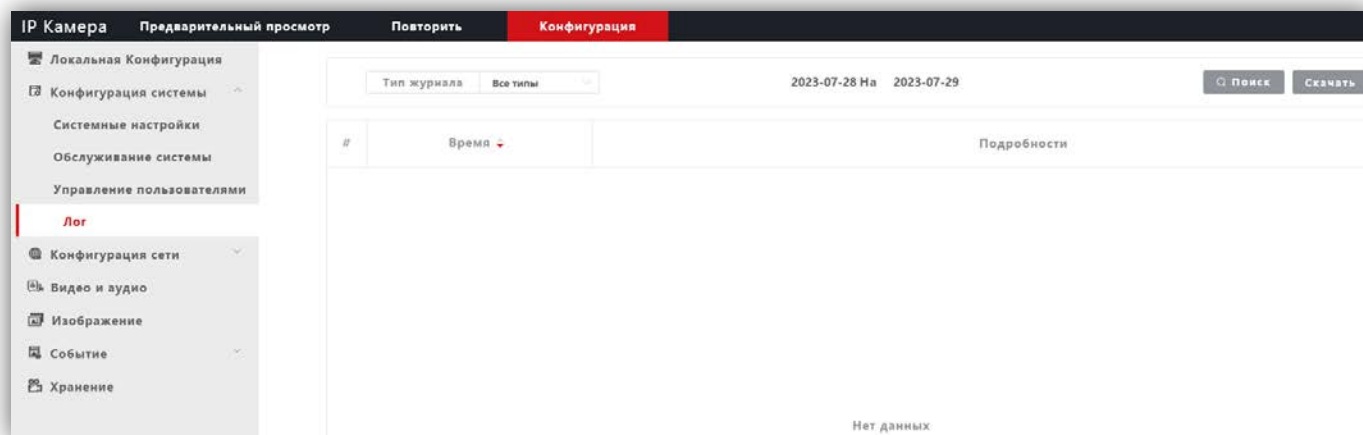 IP Камера Предварительный просмотр Повторить Конфигурация
Локальная Конфигурация
Конфигурация системы
Системные настройки
Обслуживание системы
Управление пользователями
Лог
Конфигурация сети
Видео и аудио
Изображение
Событие
Хранение
Тип журнала Все типы 2023-07-28 На 2023-07-29 Поиск Скачать
# Время Подробности
Нет данных